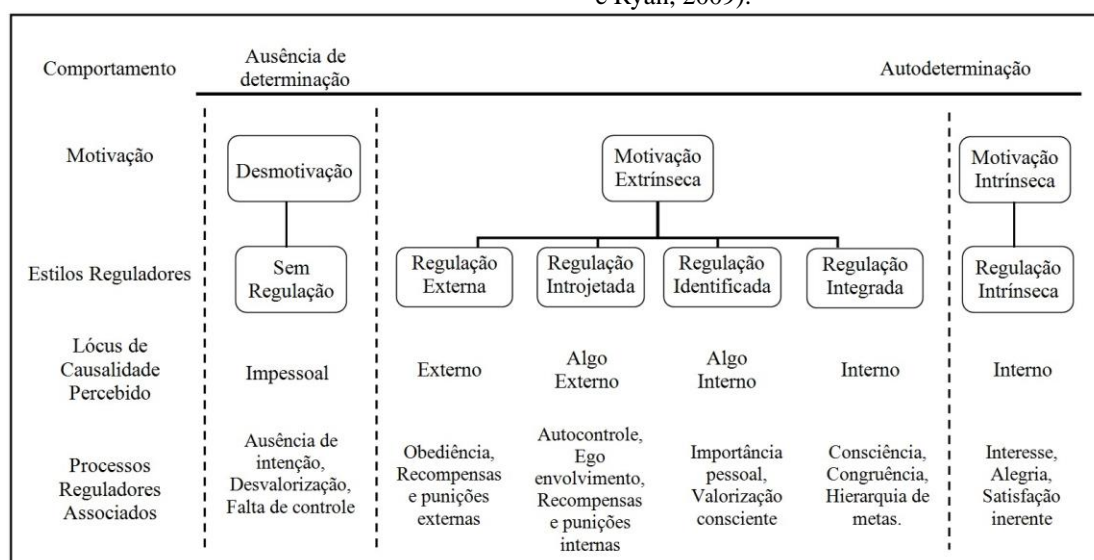 e Ryan, 2009).
Comportamento
Ausência de
determinação
Autodeterminação
Motivação
Desmotivação
Motivação
Extrínseca
Motivação
Intrínseca
Estilos Reguladores
Sem
Regulação
Regulação
Externa
Regulação
Introjetada
Regulação
Identificada
Regulação
Integrada
Regulação
Intrínseca
Lócus de
Causalidade
Percebido
Impessoal
Externo
Algo
Externo
Algo
Interno
Interno
Interno
Processos
Reguladores
Associados
Ausência de
intenção,
Desvalorização,
Falta de controle
Obediência,
Recompensas
e punições
externas
Autocontrole,
Ego
envolvimento,
Recompensas
e punições
internas
Importância
pessoal,
Valorização
consciente
Consciência,
Congruência,
Hierarquia de
metas.
Interesse,
Alegria,
Satisfação
inerente